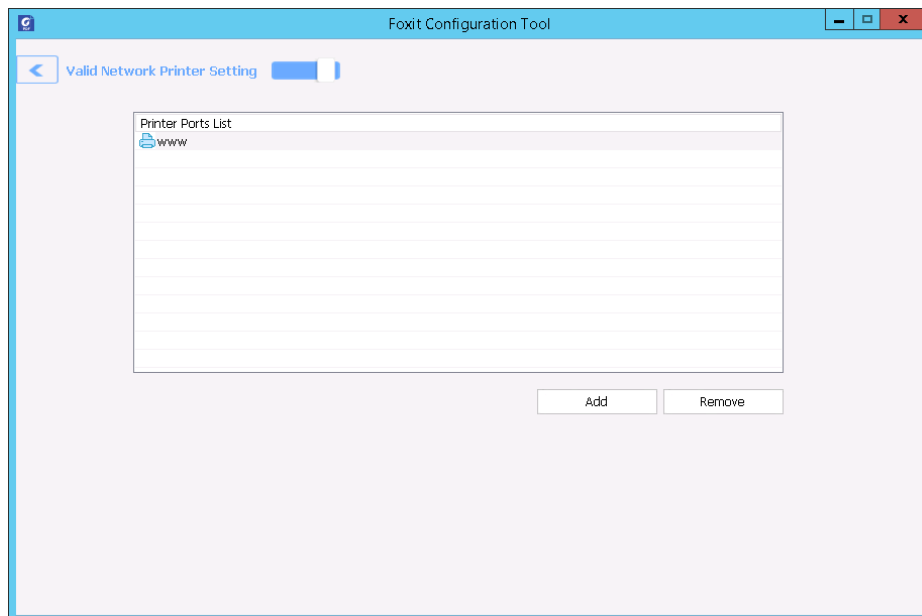 Foxit Configuration Tool
Valid Network Printer Setting
Printer Ports List
www
Add
Remove